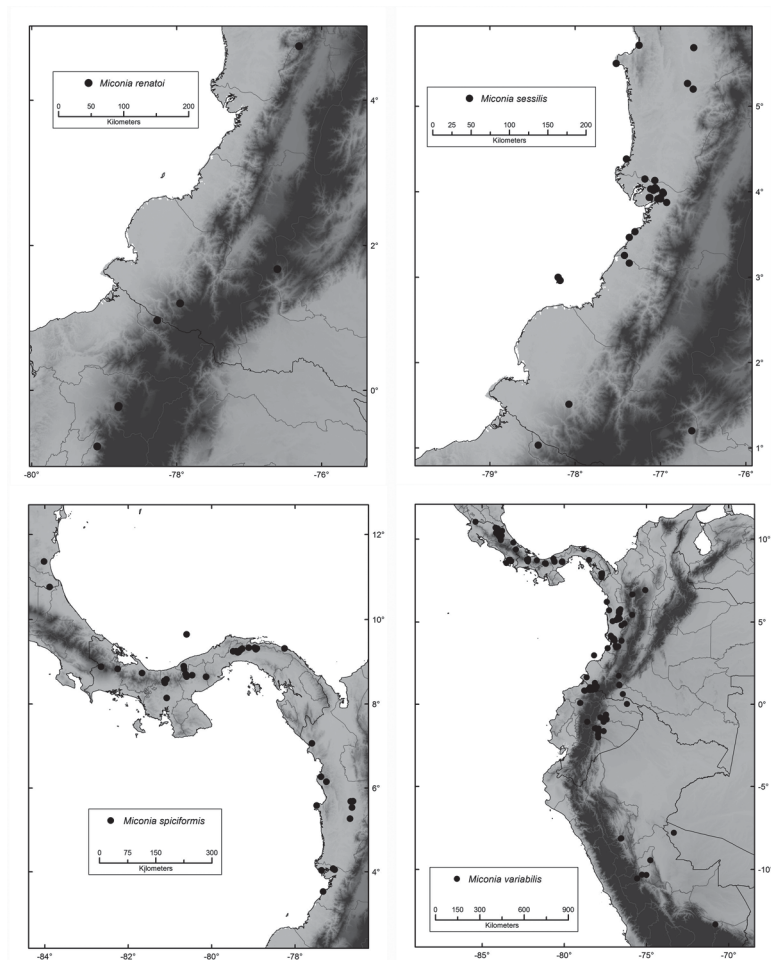 Miconia renatoi
0 50 100 200
Kilometers
4°
2°
0°
-80° -78° -76°
Miconia sessilis
0 25 50 100 150 200
Kilometers
5°
4°
3°
2°
1°
-79° -78° -77° -76°
12°
10°
8°
6°
4°
Miconia spiciformis
0 75 150 300
Kilometers
-84° -82° -80° -78°
10°
5°
0°
-5°
-10°
Miconia variabilis
0 150 300 600 900
Kilometers
-85° -80° -75° -70°